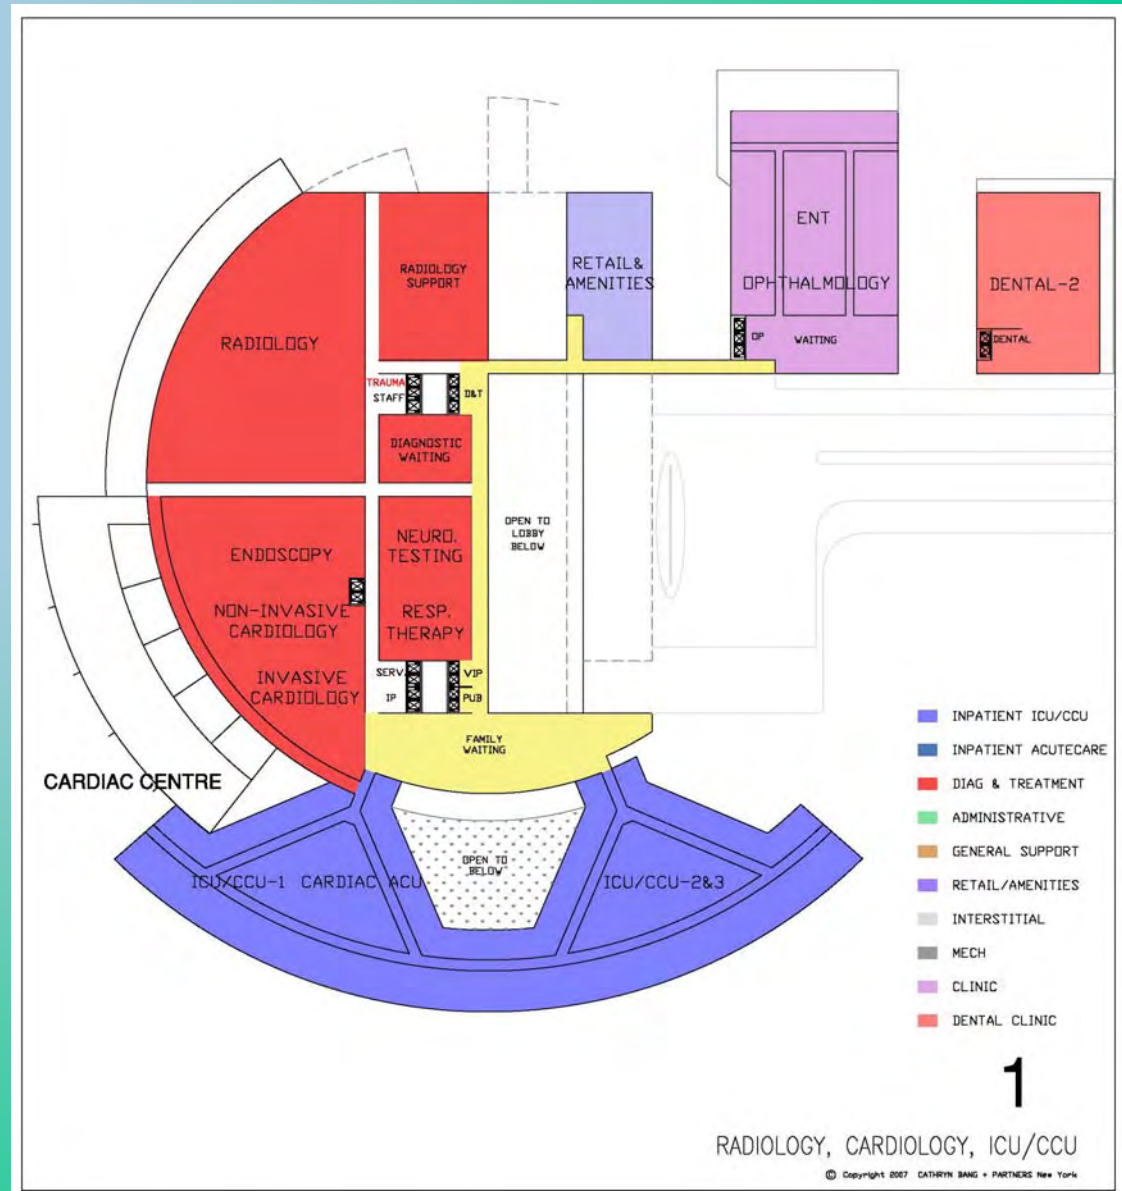 ENT
RETAIL&
AMENITIES
RADIOLOGY
SUPPORT
OPHTHALMOLOGY
DENTAL-2
RADIOLOGY
OP
WAITING
DENTAL
TRAUMA
STAFF
D&T
DIAGNOSTIC
WAITING
OPEN TO
LOBBY
BELOW
ENDOSCOPY
NEURO.
TESTING
NON-INVASIVE
CARDIOLOGY
RESP.
THERAPY
INVASIVE
CARDIOLOGY
SERV.
VIP
IP
PUB
FAMILY
WAITING
CARDIAC CENTRE
OPEN TO
BELOW
ICU/CCU-1 CARDIAC ACU
ICU/CCU-2&3
INPATIENT ICU/CCU
INPATIENT ACUTECARE
DIAG & TREATMENT
ADMINISTRATIVE
GENERAL SUPPORT
RETAIL/AMENITIES
INTERSTITIAL
MECH
CLINIC
DENTAL CLINIC
1
RADIOLOGY, CARDIOLOGY, ICU/CCU
© Copyright 2007 CATHRYN BANG + PARTNERS New York